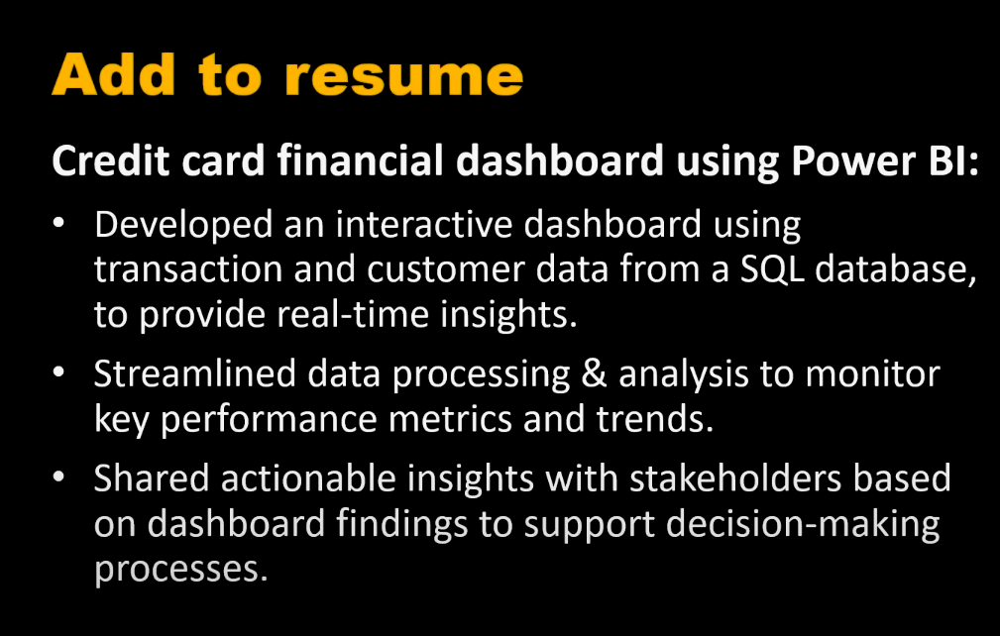 Add to resume
Credit card financial dashboard using Power BI:
• Developed an interactive dashboard using
transaction and customer data from a SQL database,
to provide real-time insights.
• Streamlined data processing & analysis to monitor
key performance metrics and trends.
• Shared actionable insights with stakeholders based
on dashboard findings to support decision-making
processes.